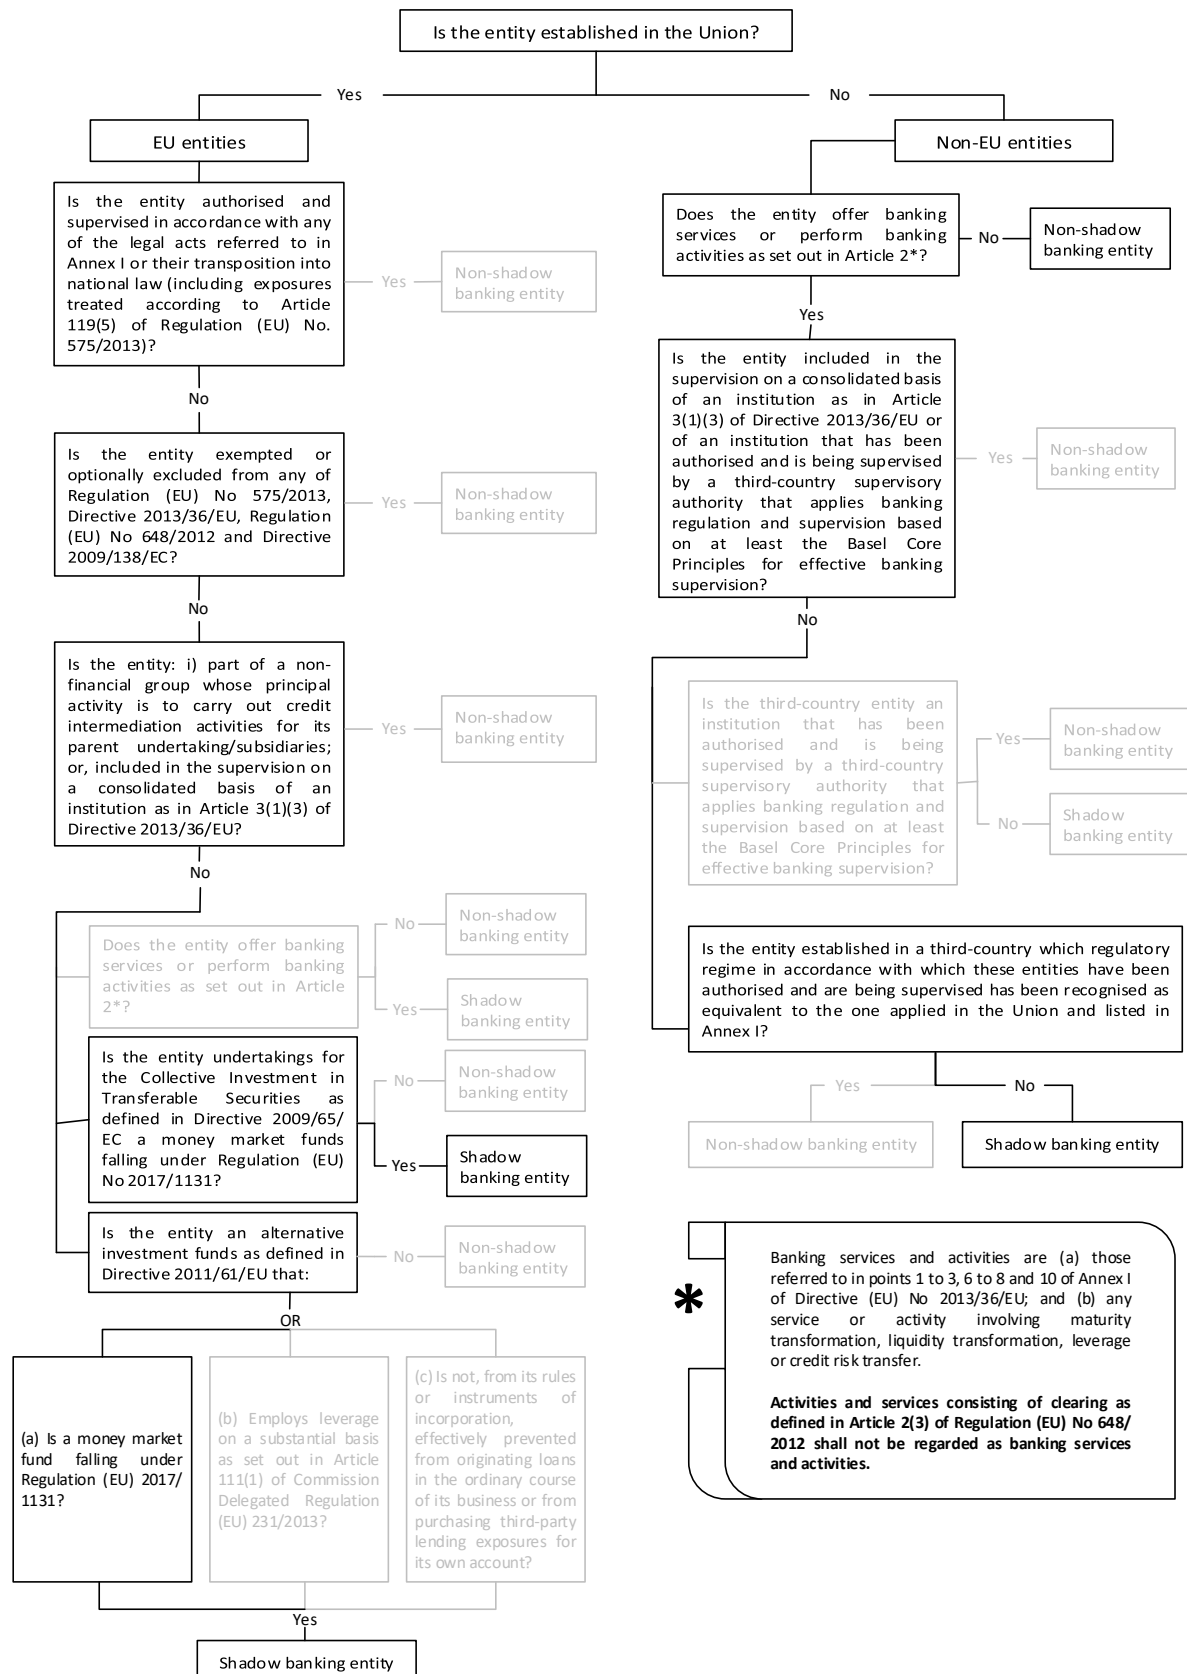 Is the entity established in the Union?
Yes
No
EU entities
Non-EU entities
Is the entity authorised and
supervised in accordance with any
of the legal acts referred to in
Annex I or their transposition into
national law (including exposures
treated according to Article
119(5) of Regulation (EU) No.
575/2013)?
Yes
Non-shadow
banking entity
No
Is the entity exempted or
optionally excluded from any of
Regulation (EU) No 575/2013,
Directive 2013/36/EU, Regulation
(EU) No 648/2012 and Directive
2009/138/EC?
Yes
Non-shadow
banking entity
No
Is the entity: i) part of a non-
financial group whose principal
activity is to carry out credit
intermediation activities for its
parent undertaking/subsidiaries;
or, included in the supervision on
a consolidated basis of an
institution as in Article 3(1)(3) of
Directive 2013/36/EU?
Yes
Non-shadow
banking entity
No
Does the entity offer banking
services or perform banking
activities as set out in Article
2*?
No
Non-shadow
banking entity
Yes
Shadow
banking entity
Is the entity undertakings for
the Collective Investment in
Transferable Securities as
defined in Directive 2009/65/
EC a money market funds
falling under Regulation (EU)
No 2017/1131?
No
Non-shadow
banking entity
Yes
Shadow
banking entity
Is the entity an alternative
investment funds as defined in
Directive 2011/61/EU that:
No
Non-shadow
banking entity
OR
(a) Is a money market
fund falling under
Regulation (EU) 2017/
1131?
(b) Employs leverage
on a substantial basis
as set out in Article
111(1) of Commission
Delegated Regulation
(EU) 231/2013?
(c) Is not, from its rules
or instruments of
incorporation,
effectively prevented
from originating loans
in the ordinary course
of its business or from
purchasing third-party
lending exposures for
its own account?
Yes
Shadow banking entity
Does the entity offer banking
services or perform banking
activities as set out in Article 2*?
No
Non-shadow
banking entity
Yes
Is the entity included in the
supervision on a consolidated basis
of an institution as in Article
3(1)(3) of Directive 2013/36/EU or
of an institution that has been
authorised and is being supervised
by a third-country supervisory
authority that applies banking
regulation and supervision based
on at least the Basel Core
Principles for effective banking
supervision?
Yes
Non-shadow
banking entity
No
Is the third-country entity an
institution that has been
authorised and is being
supervised by a third-country
supervisory authority that
applies banking regulation and
supervision based on at least
the Basel Core Principles for
effective banking supervision?
Yes
Non-shadow
banking entity
No
Shadow
banking entity
Is the entity established in a third-country which regulatory
regime in accordance with which these entities have been
authorised and are being supervised has been recognised as
equivalent to the one applied in the Union and listed in
Annex I?
Yes
Non-shadow banking entity
No
Shadow banking entity
*
Banking services and activities are (a) those
referred to in points 1 to 3, 6 to 8 and 10 of Annex I
of Directive (EU) No 2013/36/EU; and (b) any
service or activity involving maturity
transformation, liquidity transformation, leverage
or credit risk transfer.
Activities and services consisting of clearing as
defined in Article 2(3) of Regulation (EU) No 648/
2012 shall not be regarded as banking services
and activities.